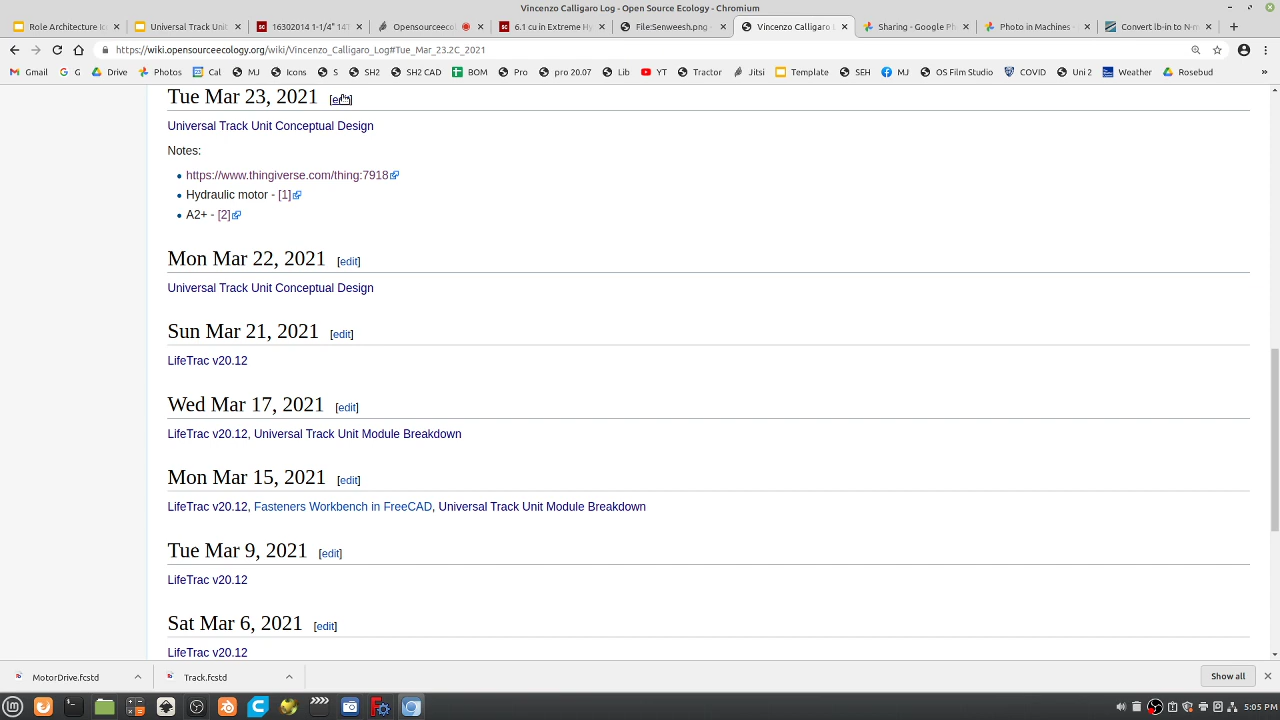 Vincenzo Calligaro Log - Open Source Ecology - Chromium
Role Architecture Ic
Universal Track Unit
16302014 1-1/4" 14T
Opensourceeco
6.1 cu in Extreme Hy
File:Senweesh.png -
Vincenzo Calligaro L
Sharing - Google Ph
Photo in Machines -
Convert lb-in to N-m
https://wiki.opensourceecology.org/wiki/Vincenzo_Calligaro_Log#Tue_Mar_23.2C_2021
Gmail G Drive Photos Cal MJ Icons S SH2 SH2 CAD BOM Pro pro 20.07 Lib YT Tractor Jitsi Template SEH MJ OS Film Studio COVID Uni 2 Weather Rosebud »
Tue Mar 23, 2021
Universal Track Unit Conceptual Design
Notes:
https://www.thingiverse.com/thing:7918
Hydraulic motor - [1]
A2+ - [2]
Mon Mar 22, 2021 [edit]
Universal Track Unit Conceptual Design
Sun Mar 21, 2021 [edit]
LifeTrac v20.12
Wed Mar 17, 2021 [edit]
LifeTrac v20.12, Universal Track Unit Module Breakdown
Mon Mar 15, 2021 [edit]
LifeTrac v20.12, Fasteners Workbench in FreeCAD, Universal Track Unit Module Breakdown
Tue Mar 9, 2021 [edit]
LifeTrac v20.12
Sat Mar 6, 2021 [edit]
LifeTrac v20.12
MotorDrive.fcstd
Track.fcstd
Show all
5:05 PM